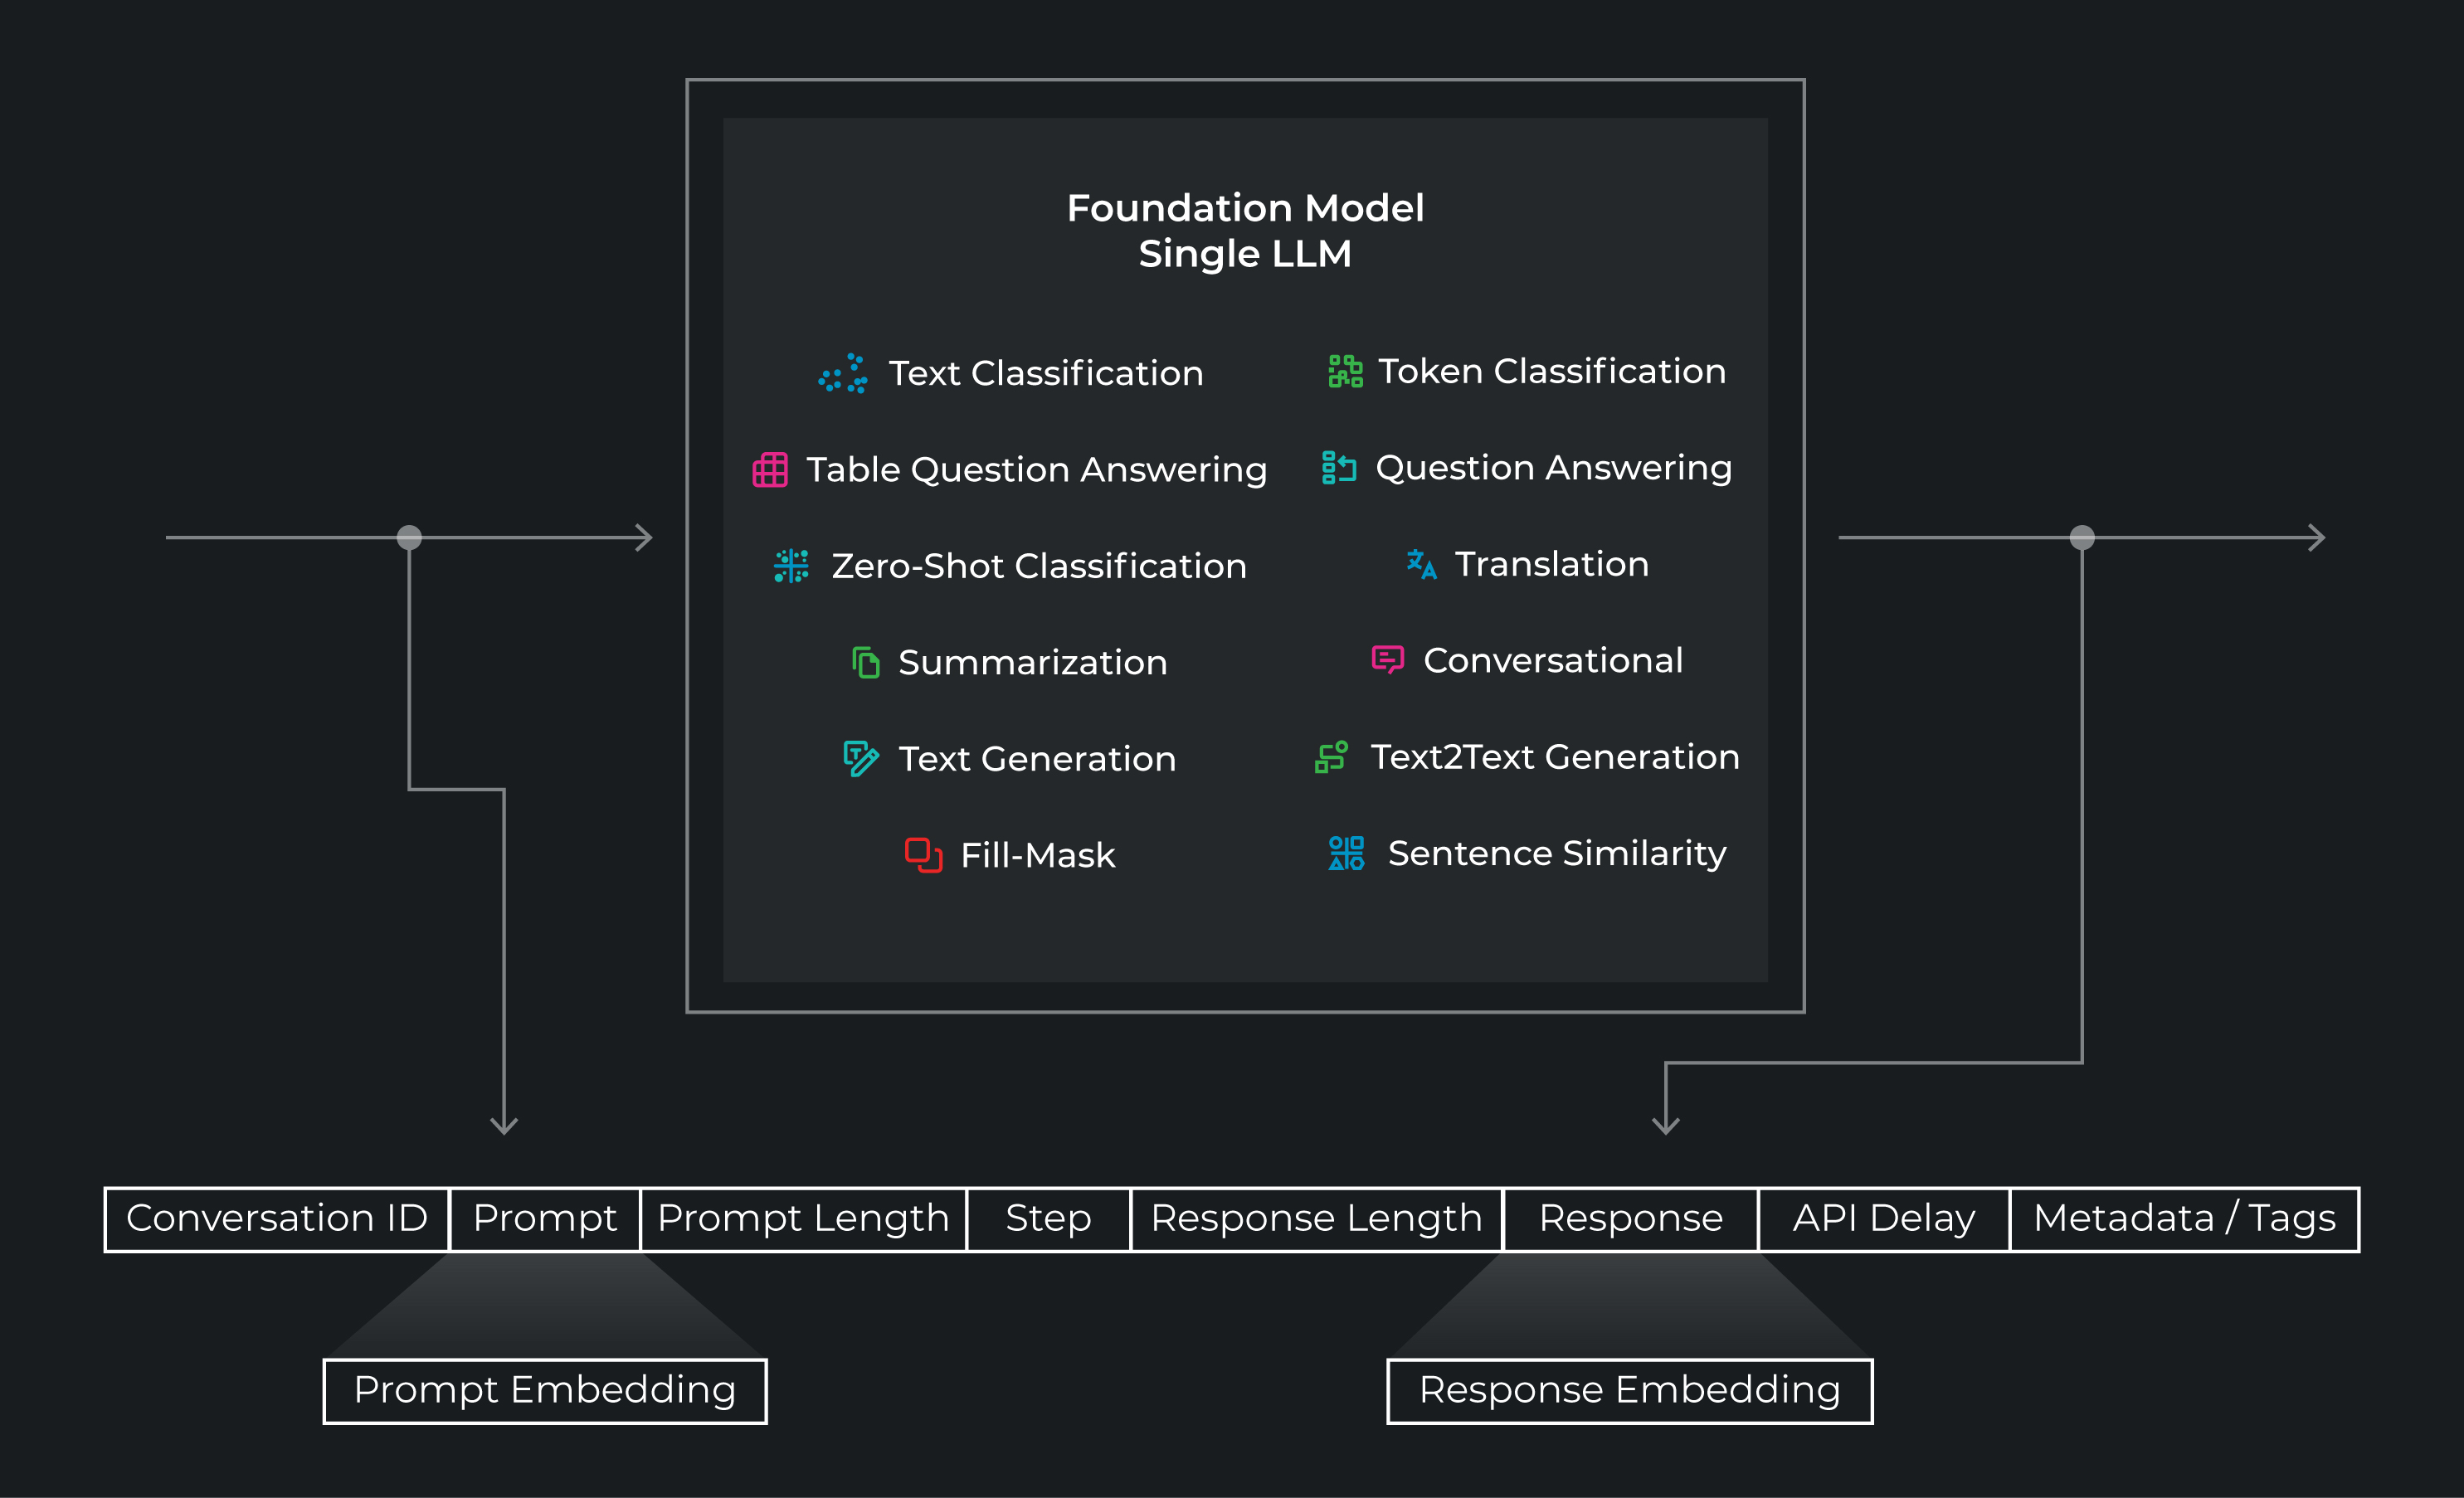 Foundation Model
Single LLM
Text Classification
Token Classification
Table Question Answering
Question Answering
Zero-Shot Classification
Translation
Summarization
Conversational
Text Generation
Text2Text Generation
Fill-Mask
Sentence Similarity
Conversation ID
Prompt
Prompt Length
Step
Response Length
Response
API Delay
Metadata / Tags
Prompt Embedding
Response Embedding